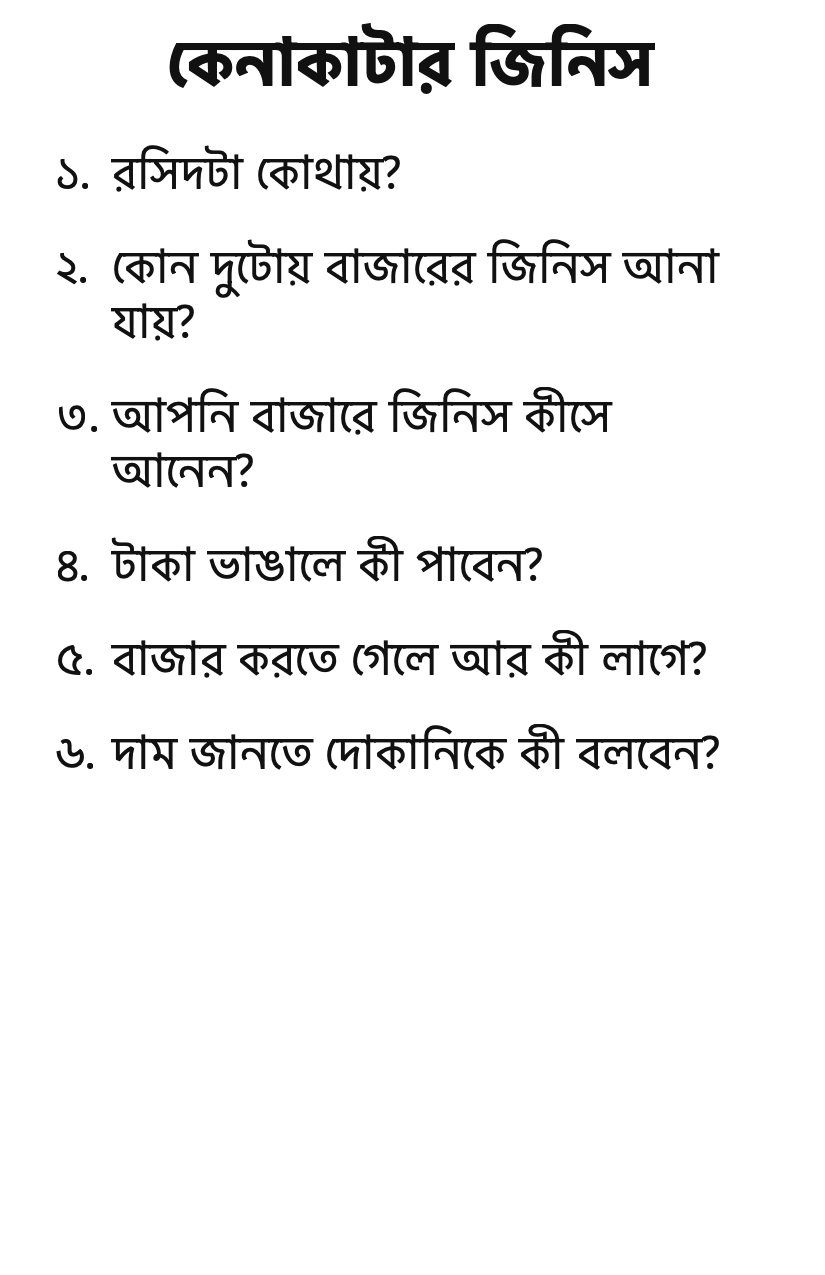 কেনাকাটার জিনিস
১. রসিদটা কোথায়?
২. কোন দুটোয় বাজারের জিনিস আনা
যায়?
৩. আপনি বাজারে জিনিস কীসে
আনেন?
৪. টাকা ভাঙালে কী পাবেন?
৫. বাজার করতে গেলে আর কী লাগে?
৬. দাম জানতে দোকানিকে কী বলবেন?